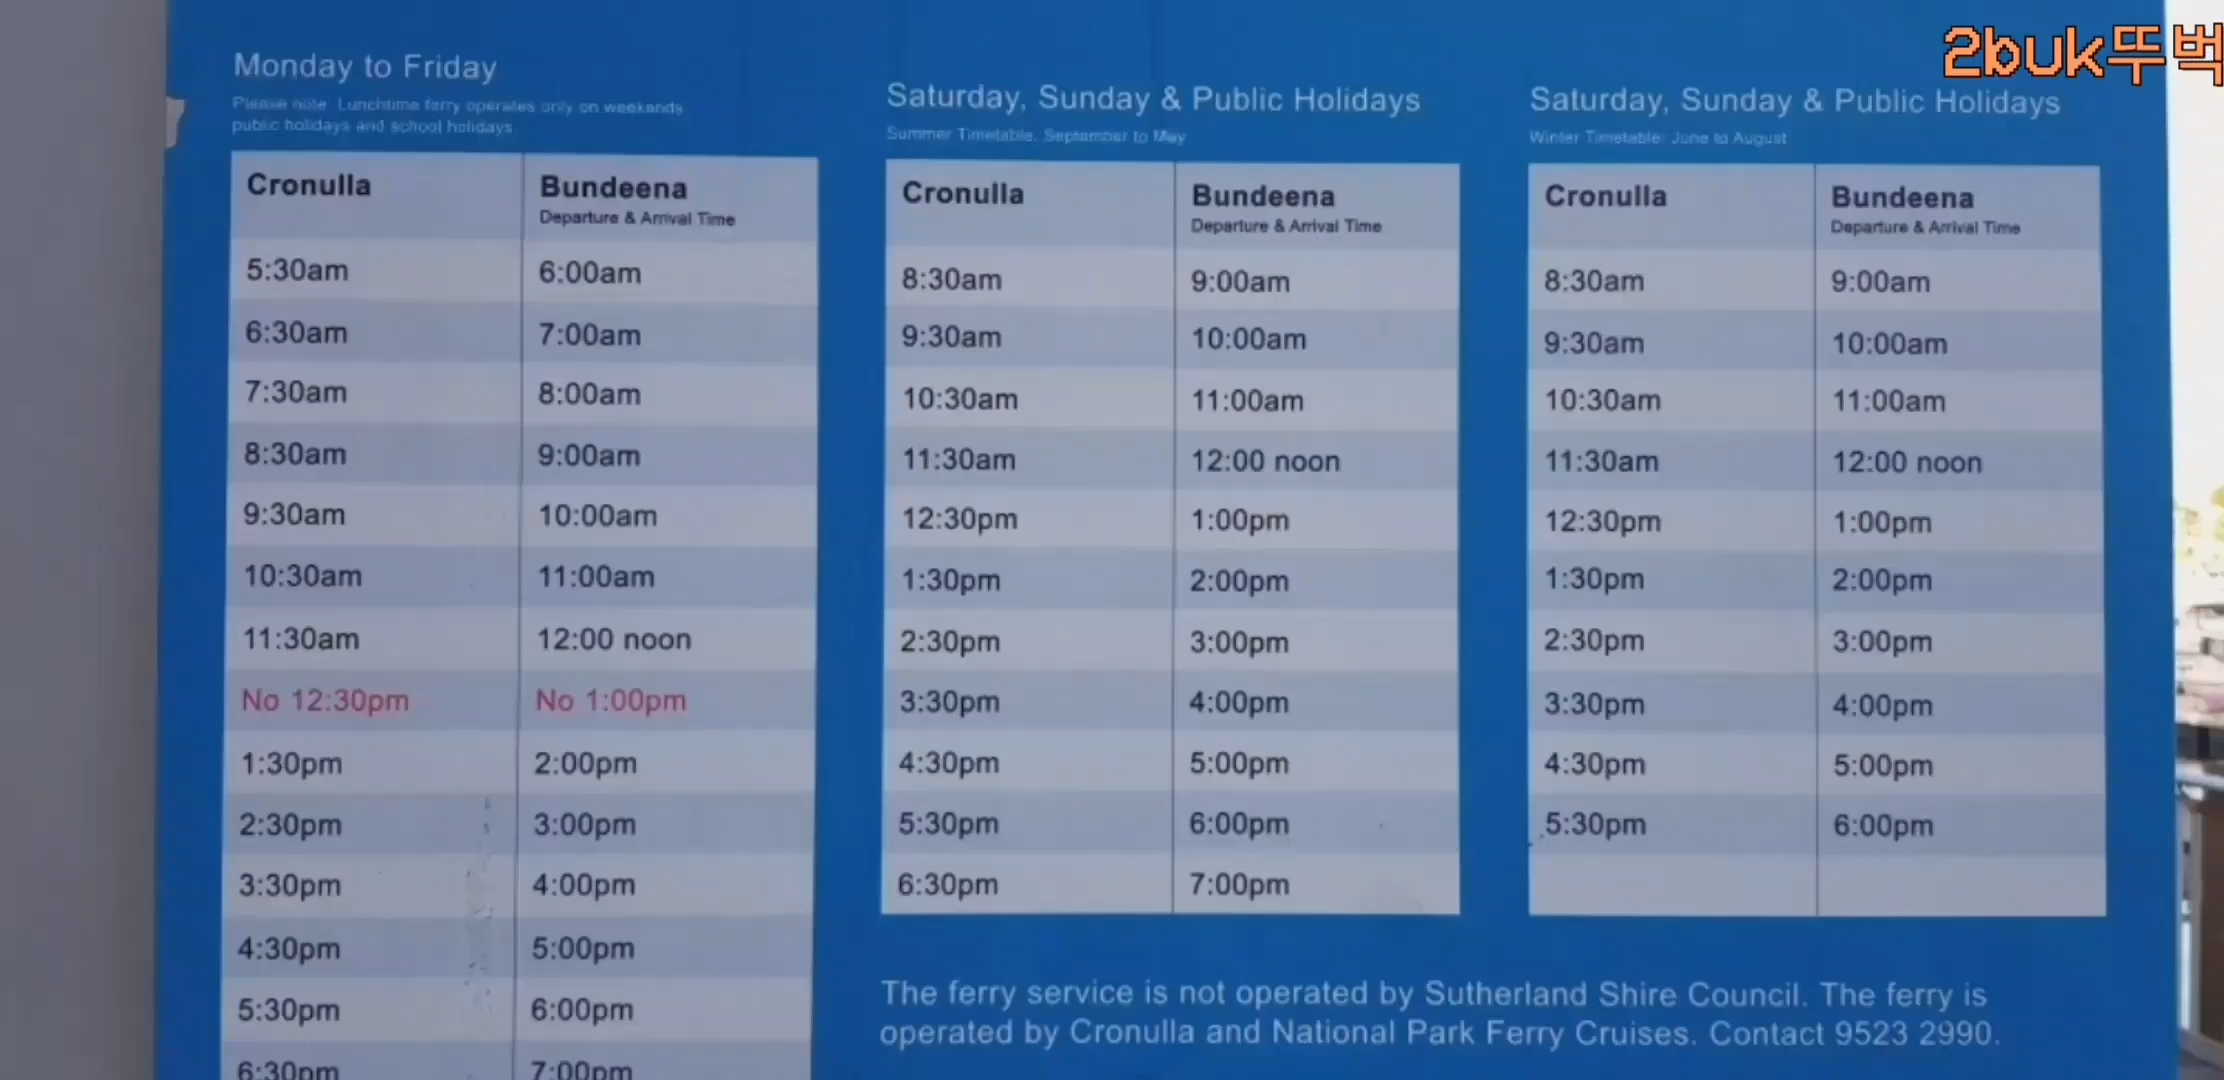 2buk뚜벅
Monday to Friday
Please note: Lunchtime ferry operates only on weekends
public holidays and school holidays
Cronulla Bundeena
Departure & Arrival Time
5:30am 6:00am
6:30am 7:00am
7:30am 8:00am
8:30am 9:00am
9:30am 10:00am
10:30am 11:00am
11:30am 12:00 noon
No 12:30pm No 1:00pm
1:30pm 2:00pm
2:30pm 3:00pm
3:30pm 4:00pm
4:30pm 5:00pm
5:30pm 6:00pm
6:30pm 7:00pm
Saturday, Sunday & Public Holidays
Summer Timetable: September to May
Cronulla Bundeena
Departure & Arrival Time
8:30am 9:00am
9:30am 10:00am
10:30am 11:00am
11:30am 12:00 noon
12:30pm 1:00pm
1:30pm 2:00pm
2:30pm 3:00pm
3:30pm 4:00pm
4:30pm 5:00pm
5:30pm 6:00pm
6:30pm 7:00pm
Saturday, Sunday & Public Holidays
Winter Timetable: June to August
Cronulla Bundeena
Departure & Arrival Time
8:30am 9:00am
9:30am 10:00am
10:30am 11:00am
11:30am 12:00 noon
12:30pm 1:00pm
1:30pm 2:00pm
2:30pm 3:00pm
3:30pm 4:00pm
4:30pm 5:00pm
5:30pm 6:00pm
The ferry service is not operated by Sutherland Shire Council. The ferry is
operated by Cronulla and National Park Ferry Cruises. Contact 9523 2990.